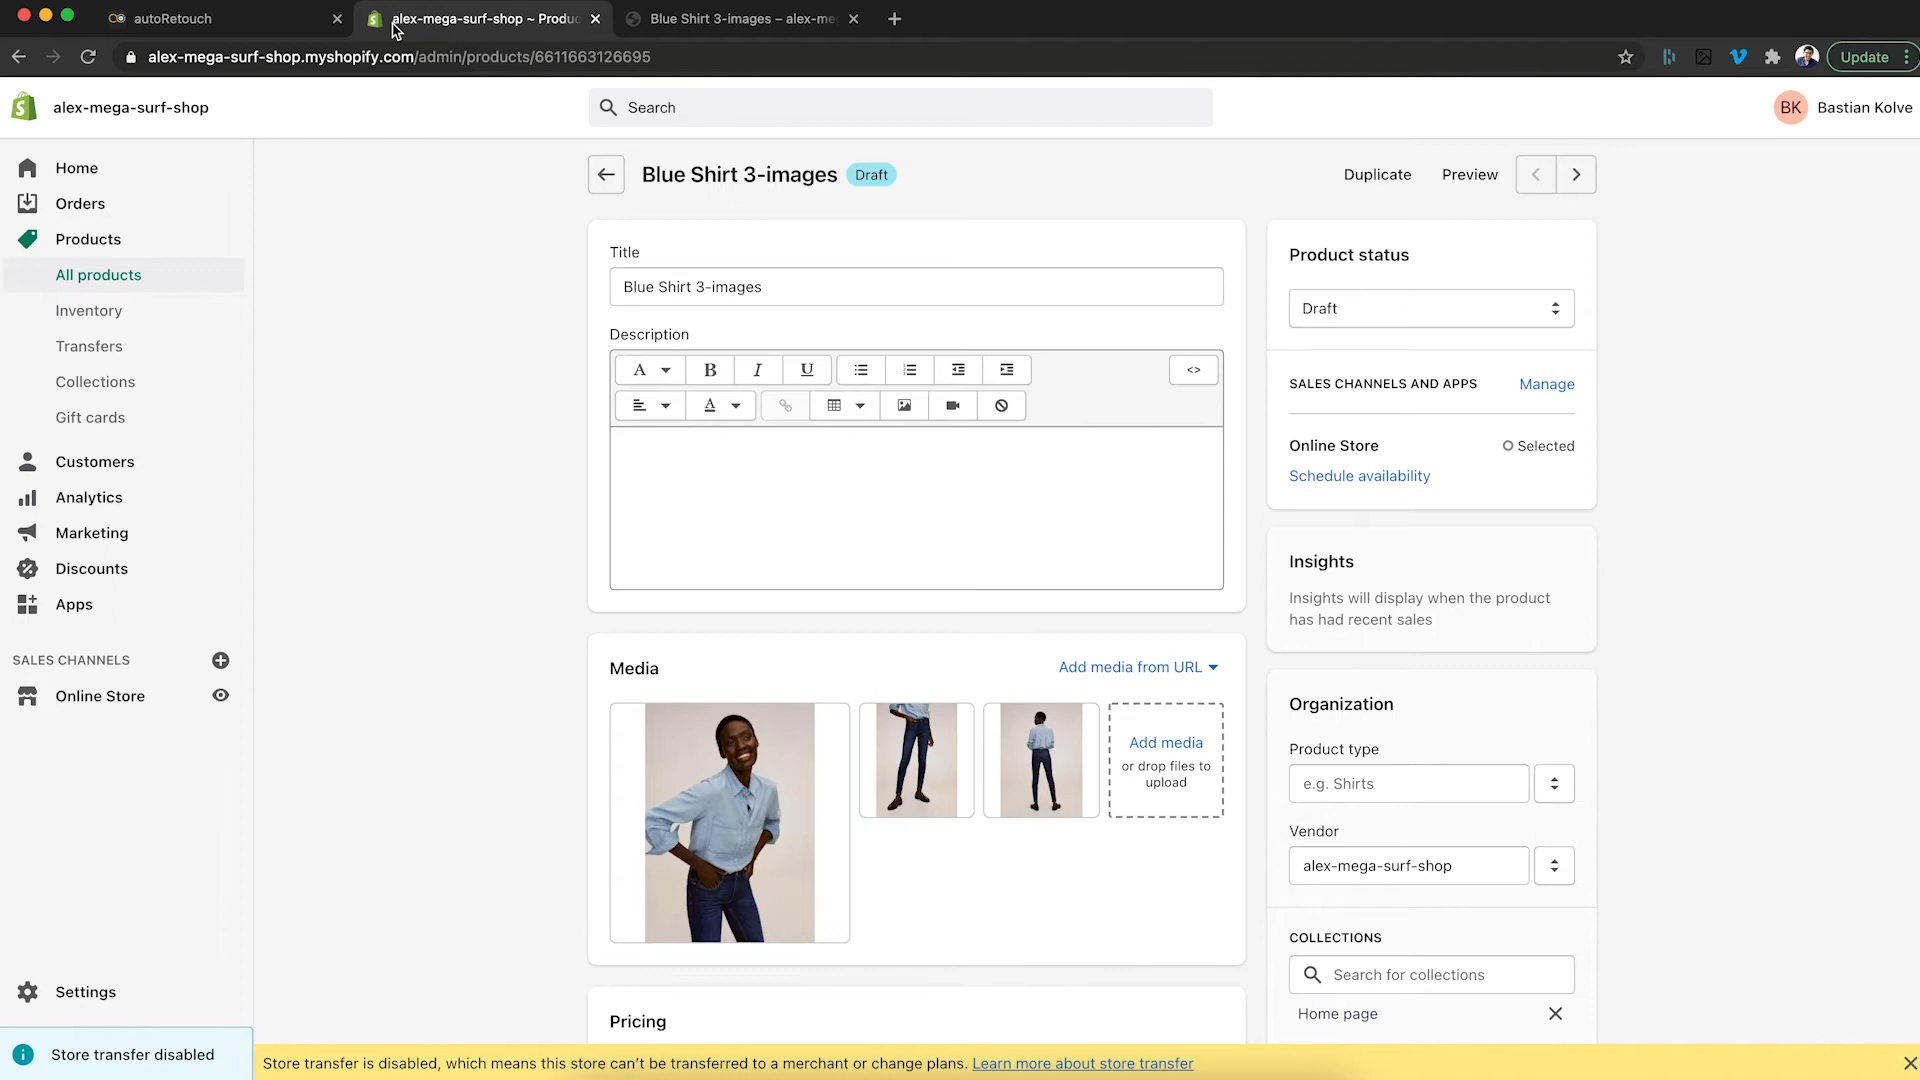 autoRetouch
alex-mega-surf-shop ~ Produc
Blue Shirt 3-images – alex-me
alex-mega-surf-shop.myshopify.com/admin/products/6611663126695
Update
alex-mega-surf-shop
Search
BK
Bastian Kolve
Home
Orders
Products
All products
Inventory
Transfers
Collections
Gift cards
Customers
Analytics
Marketing
Discounts
Apps
SALES CHANNELS
Online Store
Settings
Store transfer disabled
Blue Shirt 3-images
Draft
Duplicate
Preview
Title
Blue Shirt 3-images
Description
A
B
I
U
<>
A
Media
Add media from URL
Add media
or drop files to
upload
Pricing
Product status
Draft
SALES CHANNELS AND APPS
Manage
Online Store
Selected
Schedule availability
Insights
Insights will display when the product
has had recent sales
Organization
Product type
e.g. Shirts
Vendor
alex-mega-surf-shop
COLLECTIONS
Search for collections
Home page
Store transfer is disabled, which means this store can’t be transferred to a merchant or change plans. Learn more about store transfer